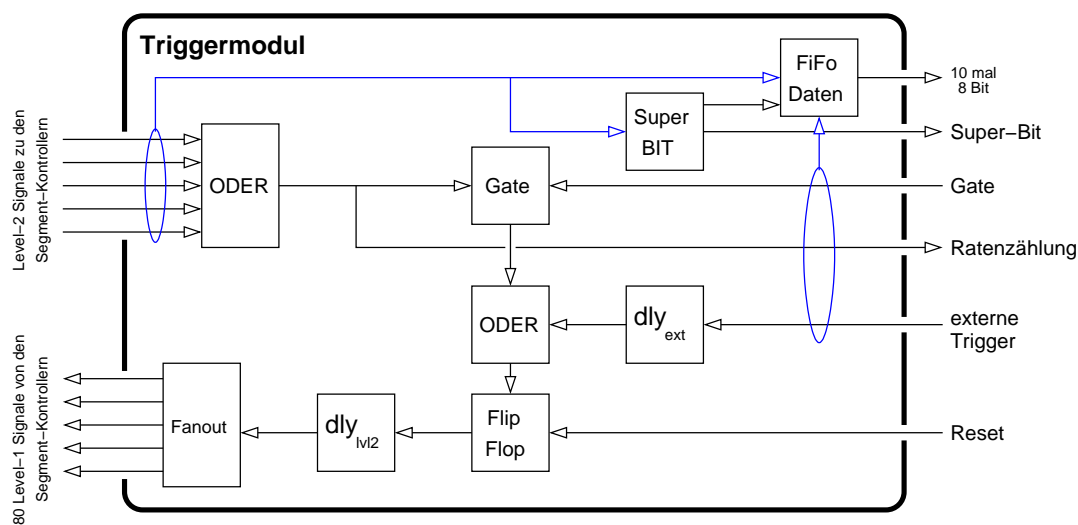 Triggermodul
FiFo
Daten
10 mal
8 Bit
Super
BIT
Super−Bit
Level−2 Signale zu den
Segment−Kontrollern
ODER
Gate
Gate
Ratenzählung
ODER
dly ext
externe
Trigger
80 Level−1 Signale von den
Segment−Kontrollern
Fanout
dly lvl2
Flip
Flop
Reset